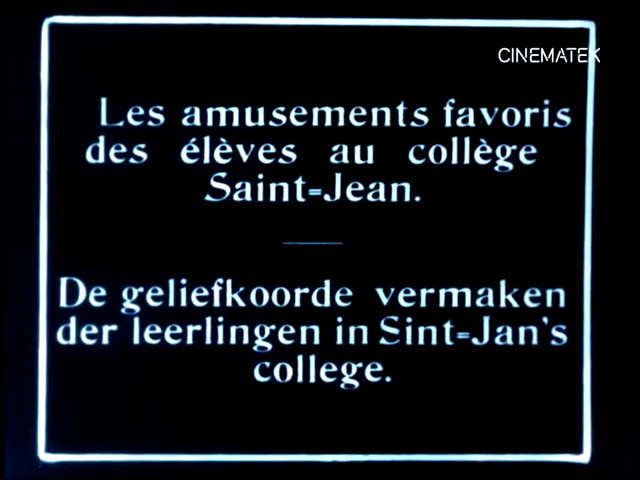 CINEMATEK
Les amusements favoris
des élèves au collège
Saint=Jean.
De geliefkoorde vermaken
der leerlingen in Sint=Jan's
college.